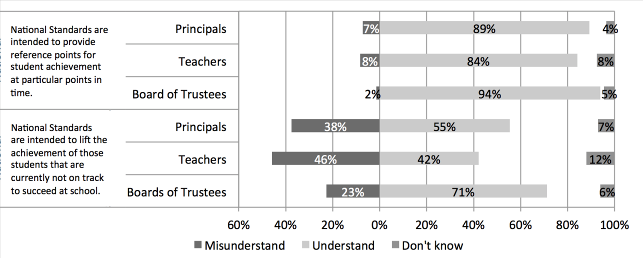 National Standards are
intended to provide
reference points for
student achievement
at particular points in
time.
Principals
7% 89% 4%
Teachers
8% 84% 8%
Board of Trustees
2% 94% 5%
National Standards
are intended to lift the
achievement of those
students that are
currently not on track
to succeed at school.
Principals
38% 55% 7%
Teachers
46% 42% 12%
Boards of Trustees
23% 71% 6%
60% 40% 20% 0% 20% 40% 60% 80% 100%
Misunderstand Understand Don't know